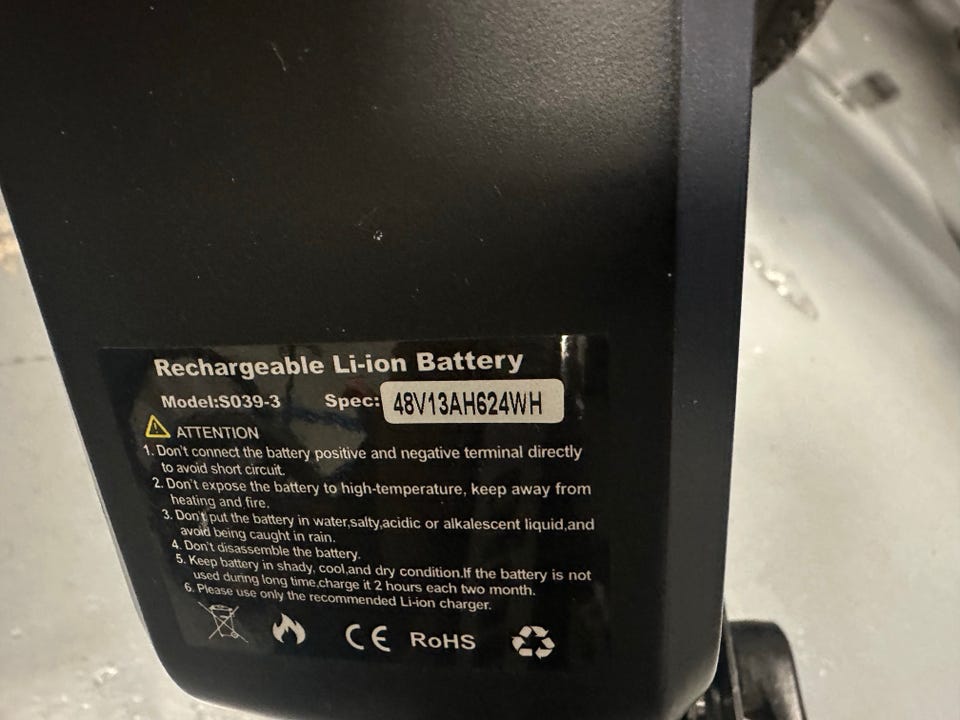 Rechargeable Li-ion Battery
Model:S039-3 Spec: 48V13AH624WH
ATTENTION
1. Don't connect the battery positive and negative terminal directly
to avoid short circuit.
2. Don't expose the battery to high-temperature, keep away from
heating and fire.
3. Don't put the battery in water,salty,acidic or alkalescent liquid,and
avoid being caught in rain.
4. Don't disassemble the battery.
5. Keep battery in shady, cool,and dry condition.If the battery is not
used during long time,charge it 2 hours each two month.
6. Please use only the recommended Li-ion charger.
CE RoHS